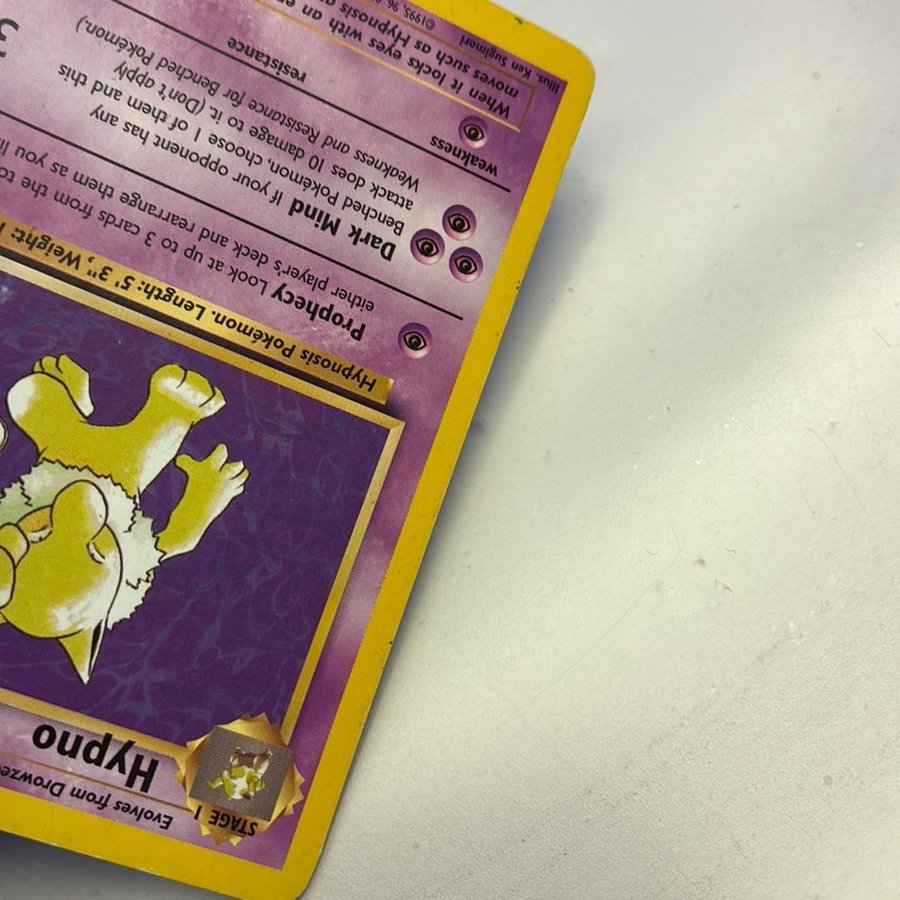 Evolves from Drowzee
STAGE 1
Hypno
Hypnosis Pokémon. Length: 5' 3", Weight:
Prophecy Look at up to 3 cards from the
either player's deck and rearrange them as you
Dark Mind If your opponent has any
Benched Pokémon, choose 1 of them and this
attack does 10 damage to it. (Don't apply
Weakness and Resistance for Benched Pokémon.)
3
weakness
resistance
When it locks eyes with an
moves such as Hypnosis
Illus. Ken Sugimori
©1995, 96